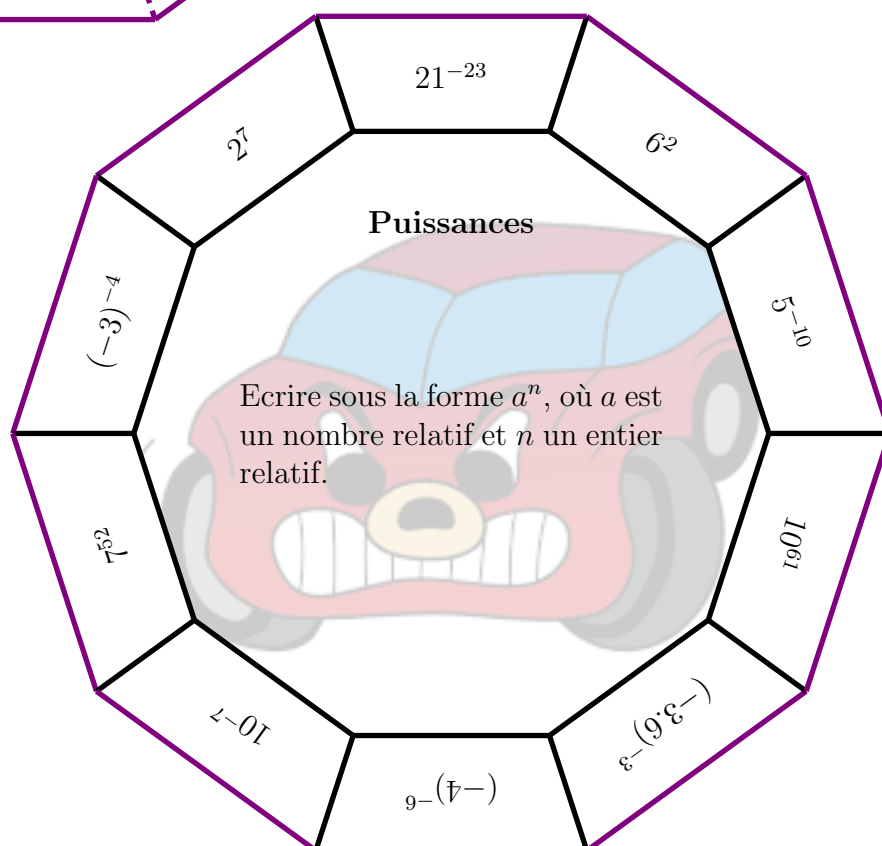 21⁻²³
6²
5⁻¹⁰
10⁶¹
(−3.6)⁻³
(−4)⁻⁶
10⁻⁷
7⁵²
(−3)⁻⁴
2⁷
Puissances
Ecrire sous la forme aⁿ, où a est
un nombre relatif et n un entier
relatif.